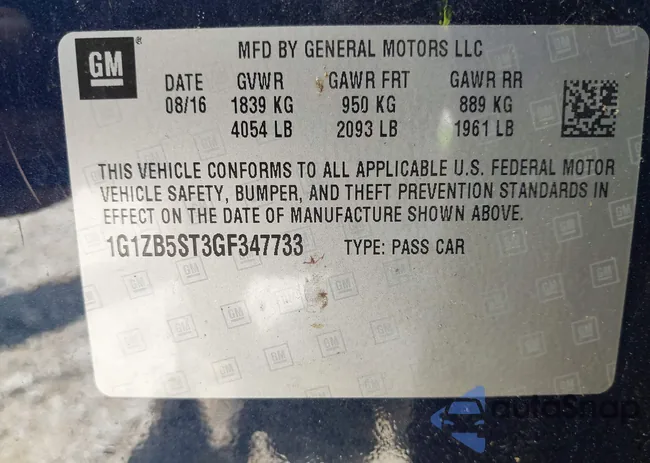 GM
MFD BY GENERAL MOTORS LLC
DATE GVWR GAWR FRT GAWR RR
08/16 1839 KG 950 KG 889 KG
4054 LB 2093 LB 1961 LB
THIS VEHICLE CONFORMS TO ALL APPLICABLE U.S. FEDERAL MOTOR
VEHICLE SAFETY, BUMPER, AND THEFT PREVENTION STANDARDS IN
EFFECT ON THE DATE OF MANUFACTURE SHOWN ABOVE.
1G1ZB5ST3GF347733 TYPE: PASS CAR
autoSnap